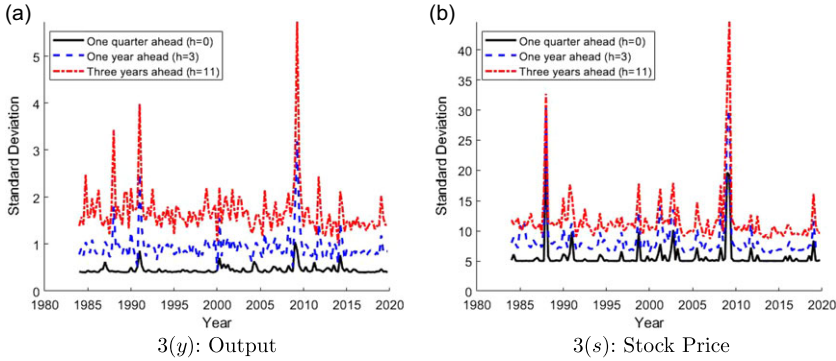 (a)
5
4
3
2
1
0
Standard Deviation
One quarter ahead (h=0)
One year ahead (h=3)
Three years ahead (h=11)
1980 1985 1990 1995 2000 2005 2010 2015 2020
Year
3(y): Output
(b)
40
35
30
25
20
15
10
5
0
Standard Deviation
One quarter ahead (h=0)
One year ahead (h=3)
Three years ahead (h=11)
1980 1985 1990 1995 2000 2005 2010 2015 2020
Year
3(s): Stock Price